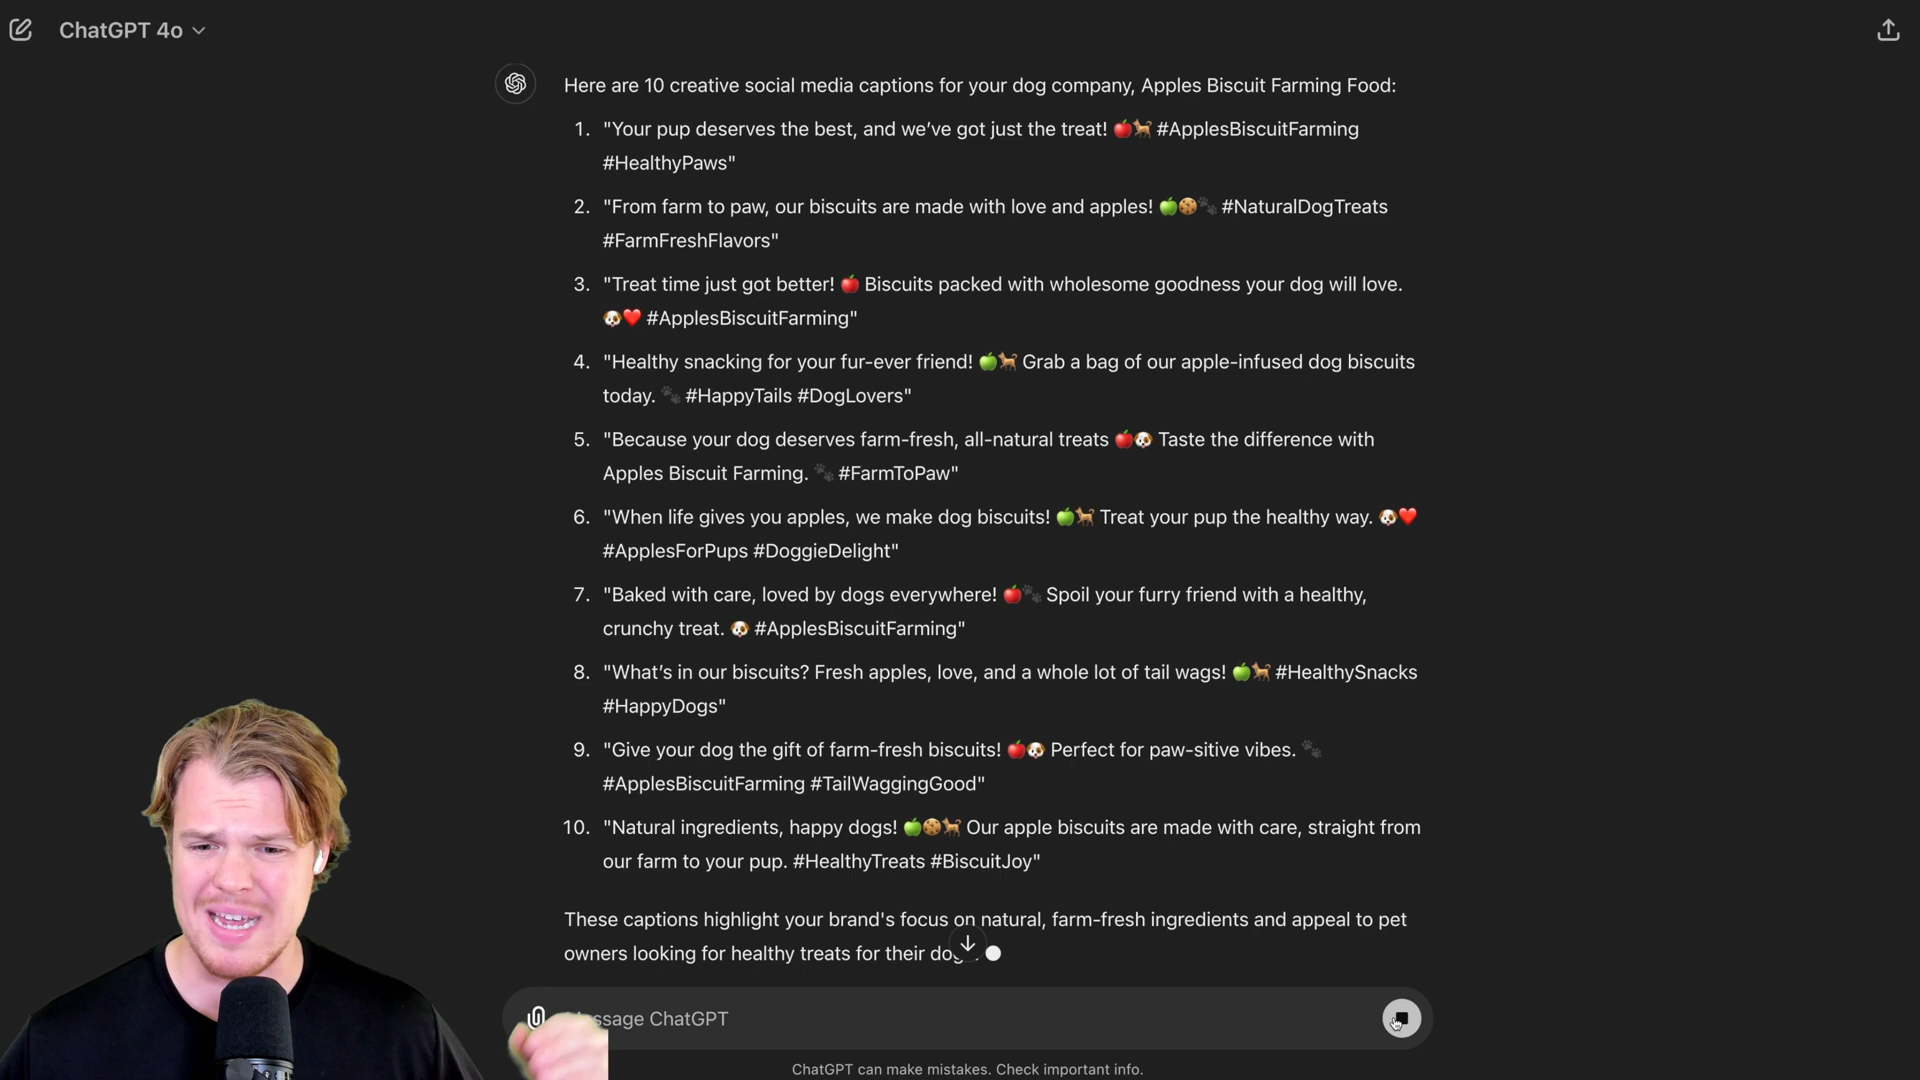 ChatGPT 4o
Here are 10 creative social media captions for your dog company, Apples Biscuit Farming Food:
1. "Your pup deserves the best, and we’ve got just the treat! 🍎🐕 #ApplesBiscuitFarming
#HealthyPaws"
2. "From farm to paw, our biscuits are made with love and apples! 🍏🍪🐾 #NaturalDogTreats
#FarmFreshFlavors"
3. "Treat time just got better! 🍎 Biscuits packed with wholesome goodness your dog will love.
🐶❤️ #ApplesBiscuitFarming"
4. "Healthy snacking for your fur-ever friend! 🍏🐕 Grab a bag of our apple-infused dog biscuits
today. 🐾 #HappyTails #DogLovers"
5. "Because your dog deserves farm-fresh, all-natural treats 🍎🐶 Taste the difference with
Apples Biscuit Farming. 🐾 #FarmToPaw"
6. "When life gives you apples, we make dog biscuits! 🍏🐕 Treat your pup the healthy way. 🐶❤️
#ApplesForPups #DoggieDelight"
7. "Baked with care, loved by dogs everywhere! 🍎🐾 Spoil your furry friend with a healthy,
crunchy treat. 🐶 #ApplesBiscuitFarming"
8. "What’s in our biscuits? Fresh apples, love, and a whole lot of tail wags! 🍏🐕 #HealthySnacks
#HappyDogs"
9. "Give your dog the gift of farm-fresh biscuits! 🍎🐶 Perfect for paw-sitive vibes. 🐾
#ApplesBiscuitFarming #TailWaggingGood"
10. "Natural ingredients, happy dogs! 🍏🍪🐕 Our apple biscuits are made with care, straight from
our farm to your pup. #HealthyTreats #BiscuitJoy"
These captions highlight your brand's focus on natural, farm-fresh ingredients and appeal to pet
owners looking for healthy treats for their
ChatGPT
ChatGPT can make mistakes. Check important info.